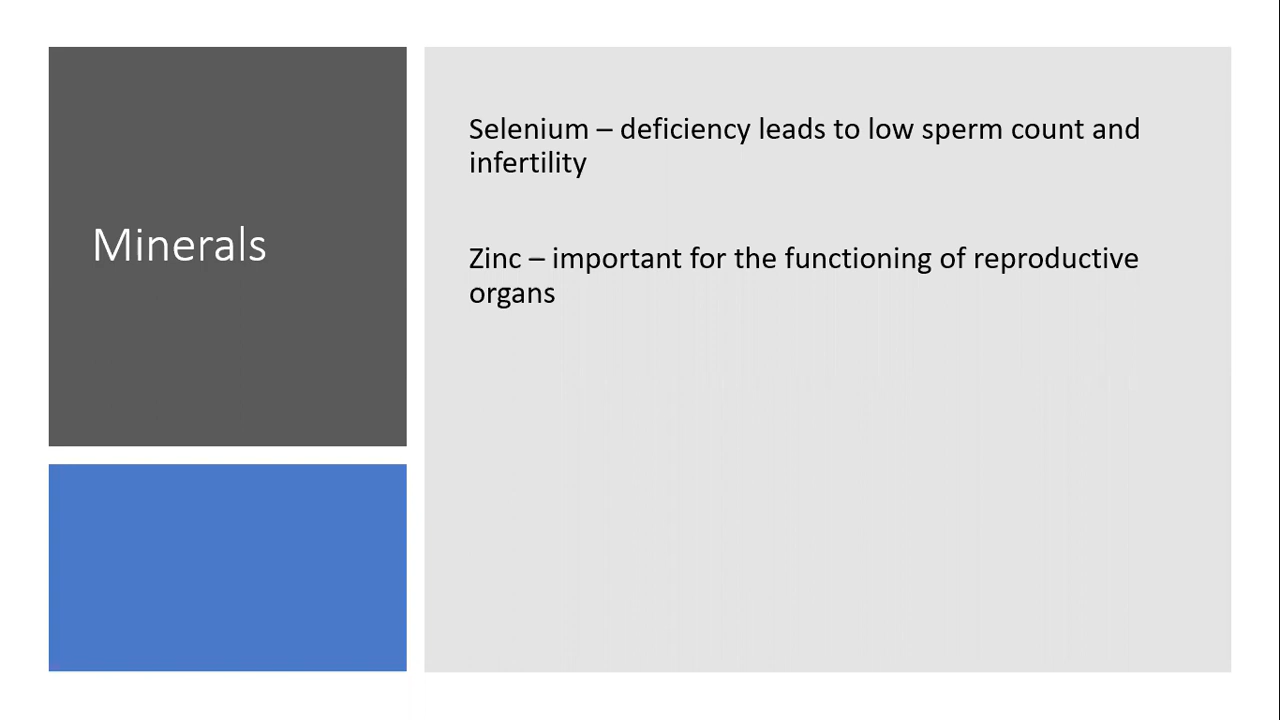 Minerals
Selenium – deficiency leads to low sperm count and
infertility
Zinc – important for the functioning of reproductive
organs